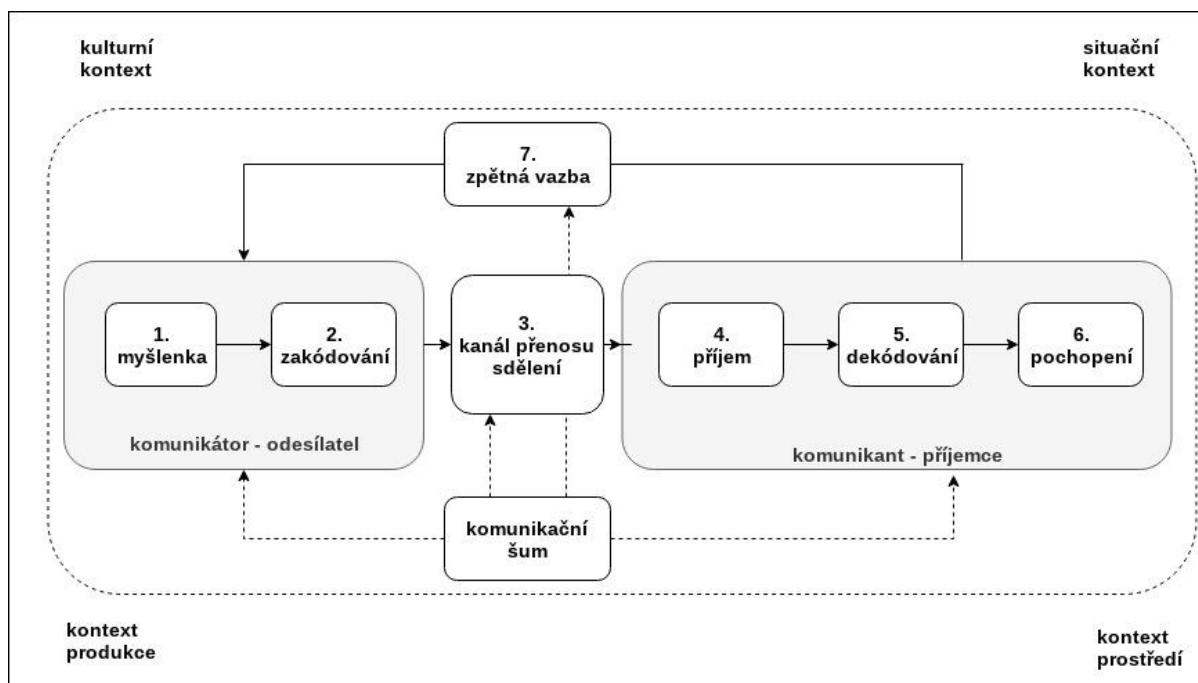 kulturní
kontext
situační
kontext
7.
zpětná vazba
1.
myšlenka
2.
zakódování
3.
kanál přenosu
sdělení
4.
příjem
5.
dekódování
6.
pochopení
komunikátor - odesílatel
komunikant - příjemce
komunikační
šum
kontext
produkce
kontext
prostředí